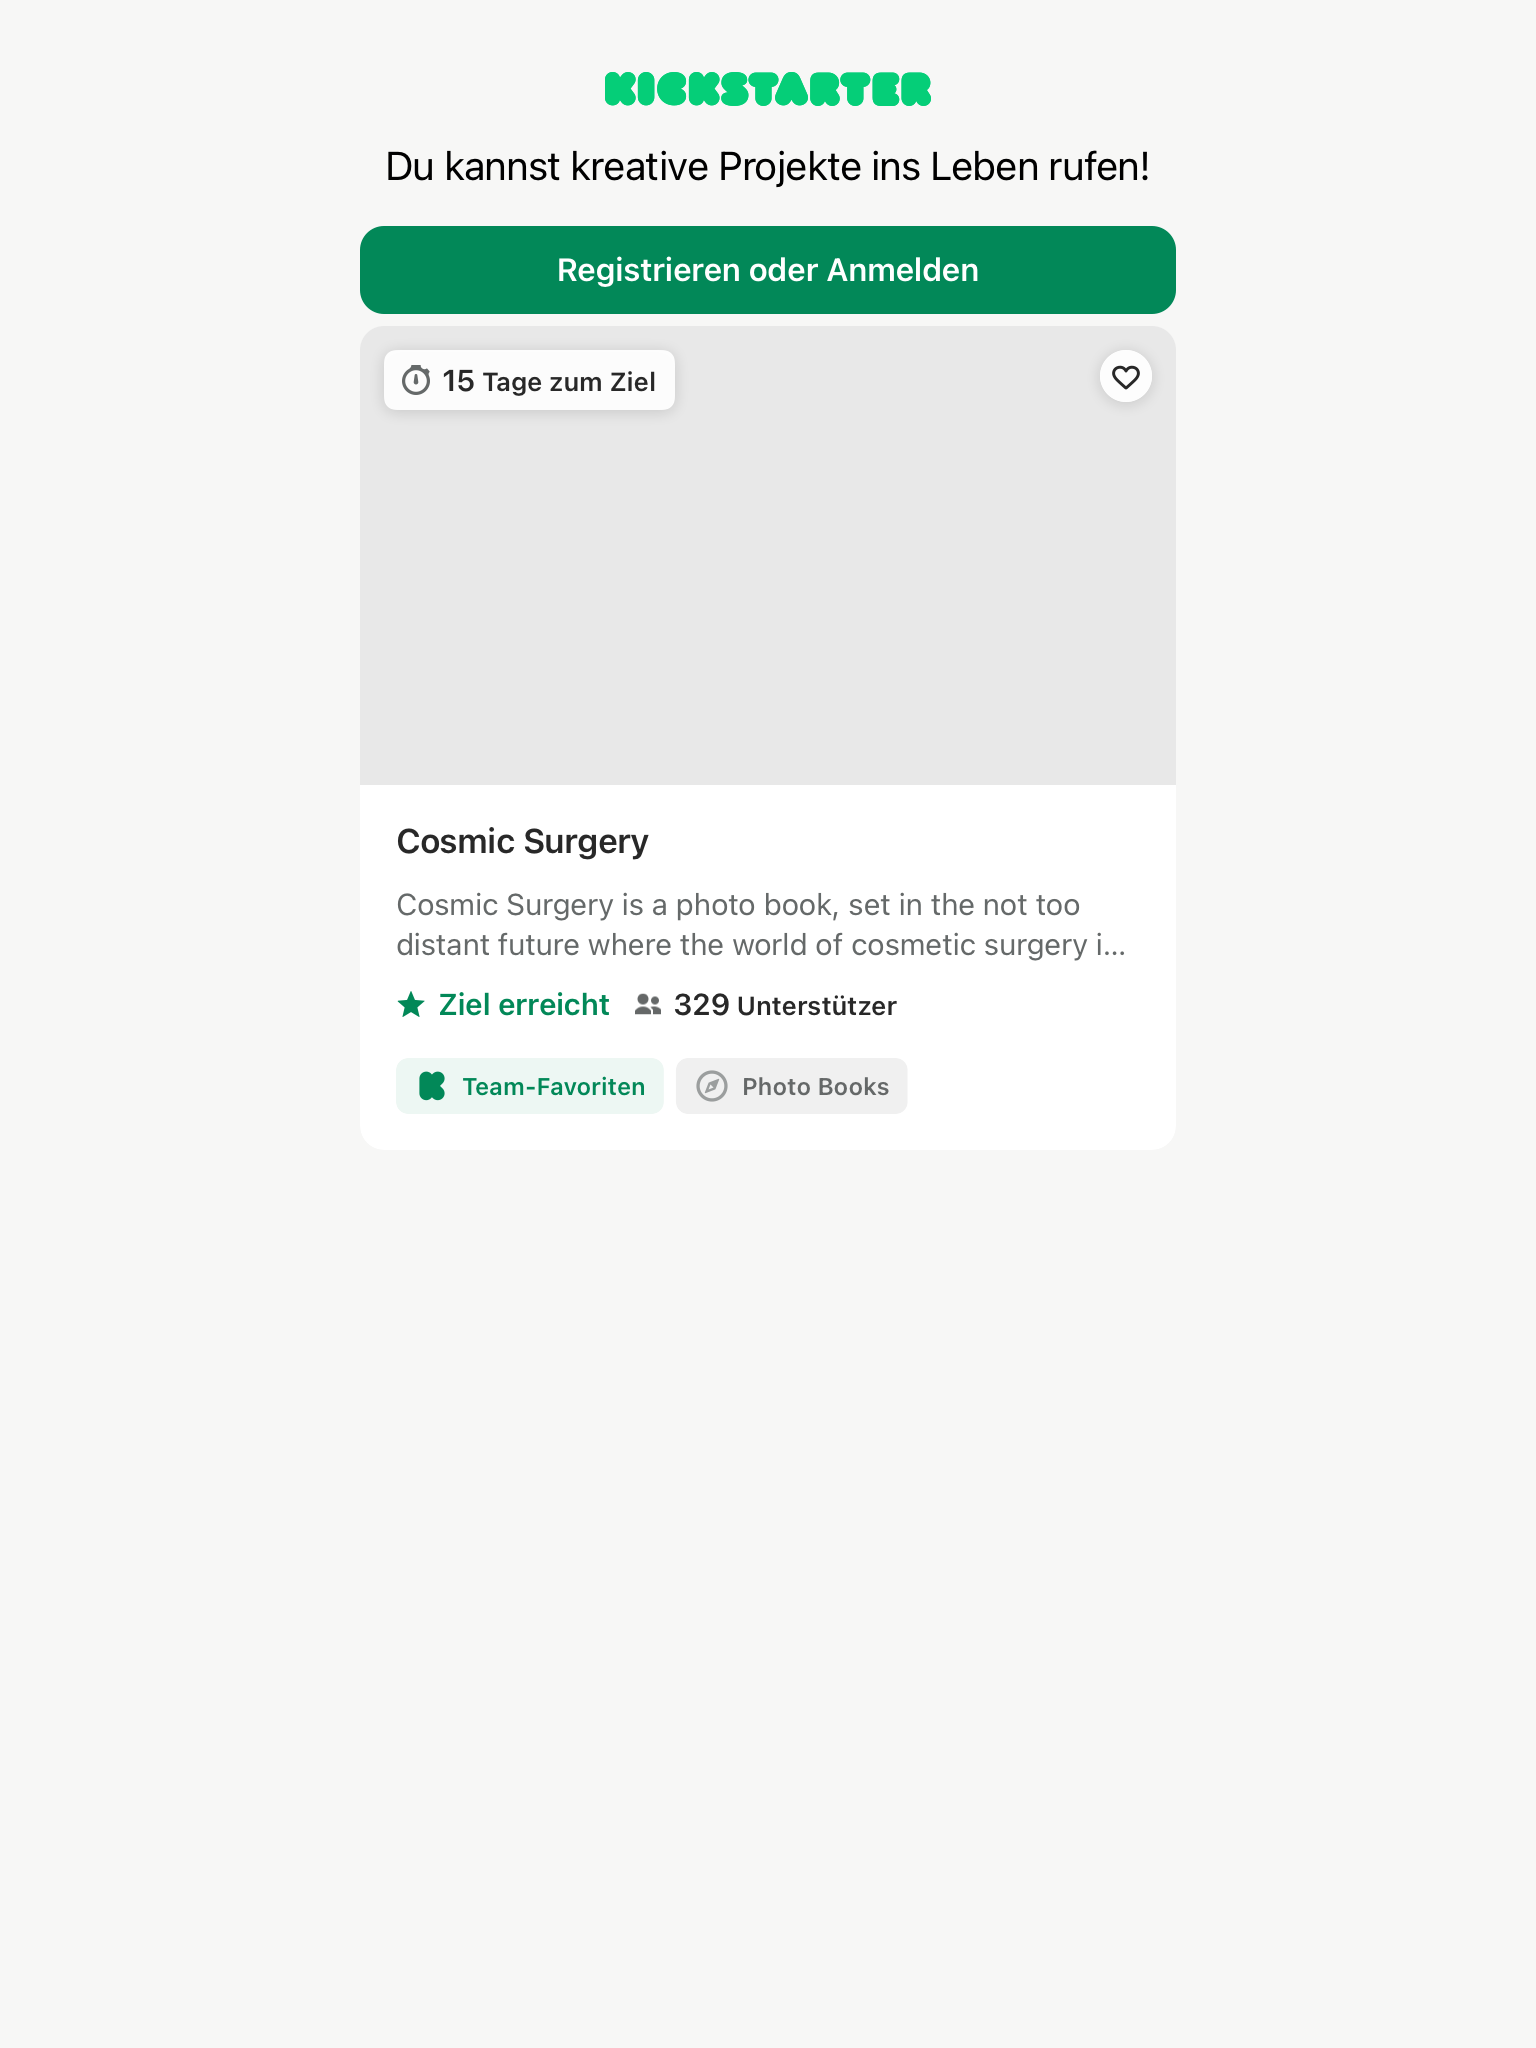 KICKSTARTER
Du kannst kreative Projekte ins Leben rufen!
Registrieren oder Anmelden
15 Tage zum Ziel
Cosmic Surgery
Cosmic Surgery is a photo book, set in the not too
distant future where the world of cosmetic surgery i...
Ziel erreicht 329 Unterstützer
Team-Favoriten Photo Books